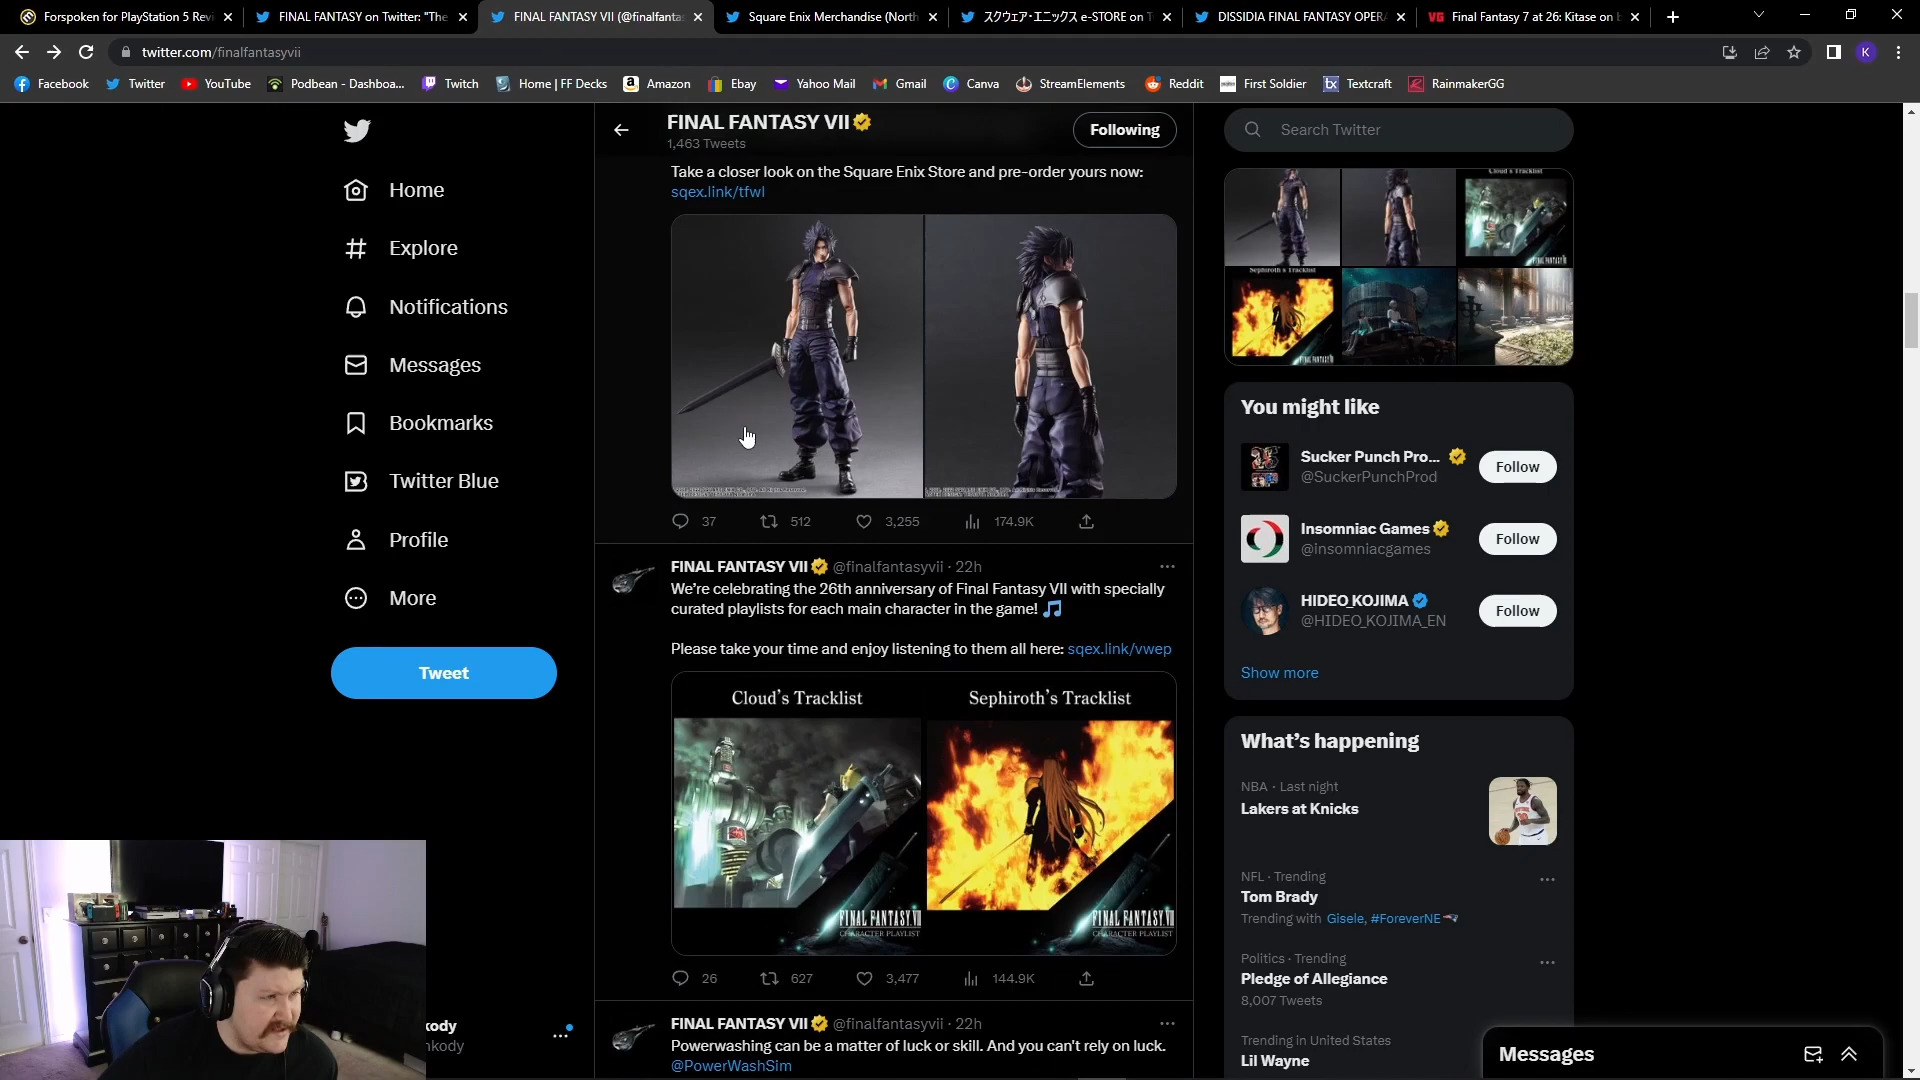 Forspoken for PlayStation 5 Revi
FINAL FANTASY on Twitter: "The
FINAL FANTASY VII (@finalfanta
Square Enix Merchandise (North
スクウェア・エニックス e-STORE on T
DISSIDIA FINAL FANTASY OPER
VG Final Fantasy 7 at 26: Kitase on b
twitter.com/finalfantasyvii
K
Facebook Twitter YouTube Podbean - Dashboa... Twitch Home | FF Decks Amazon Ebay Yahoo Mail Gmail Canva StreamElements Reddit First Soldier Textcraft RainmakerGG
Home
Explore
Notifications
Messages
Bookmarks
Twitter Blue
Profile
More
Tweet
kody
nkody
FINAL FANTASY VII
1,463 Tweets
Following
Take a closer look on the Square Enix Store and pre-order yours now:
sqex.link/tfwl
37 512 3,255 174.9K
FINAL FANTASY VII @finalfantasyvii · 22h
We're celebrating the 26th anniversary of Final Fantasy VII with specially
curated playlists for each main character in the game! 🎵
Please take your time and enjoy listening to them all here: sqex.link/vwep
Cloud's Tracklist
Sephiroth's Tracklist
FINAL FANTASY VII
CHARACTER PLAYLIST
FINAL FANTASY VII
CHARACTER PLAYLIST
26 627 3,477 144.9K
FINAL FANTASY VII @finalfantasyvii · 22h
Powerwashing can be a matter of luck or skill. And you can't rely on luck.
@PowerWashSim
Search Twitter
Cloud's Tracklist
Sephiroth's Tracklist
You might like
Sucker Punch Pro...
@SuckerPunchProd
Follow
Insomniac Games
@insomniacgames
Follow
HIDEO_KOJIMA
@HIDEO_KOJIMA_EN
Follow
Show more
What's happening
NBA · Last night
Lakers at Knicks
NFL · Trending
Tom Brady
Trending with Gisele, #ForeverNE
Politics · Trending
Pledge of Allegiance
8,007 Tweets
Trending in United States
Lil Wayne
Messages